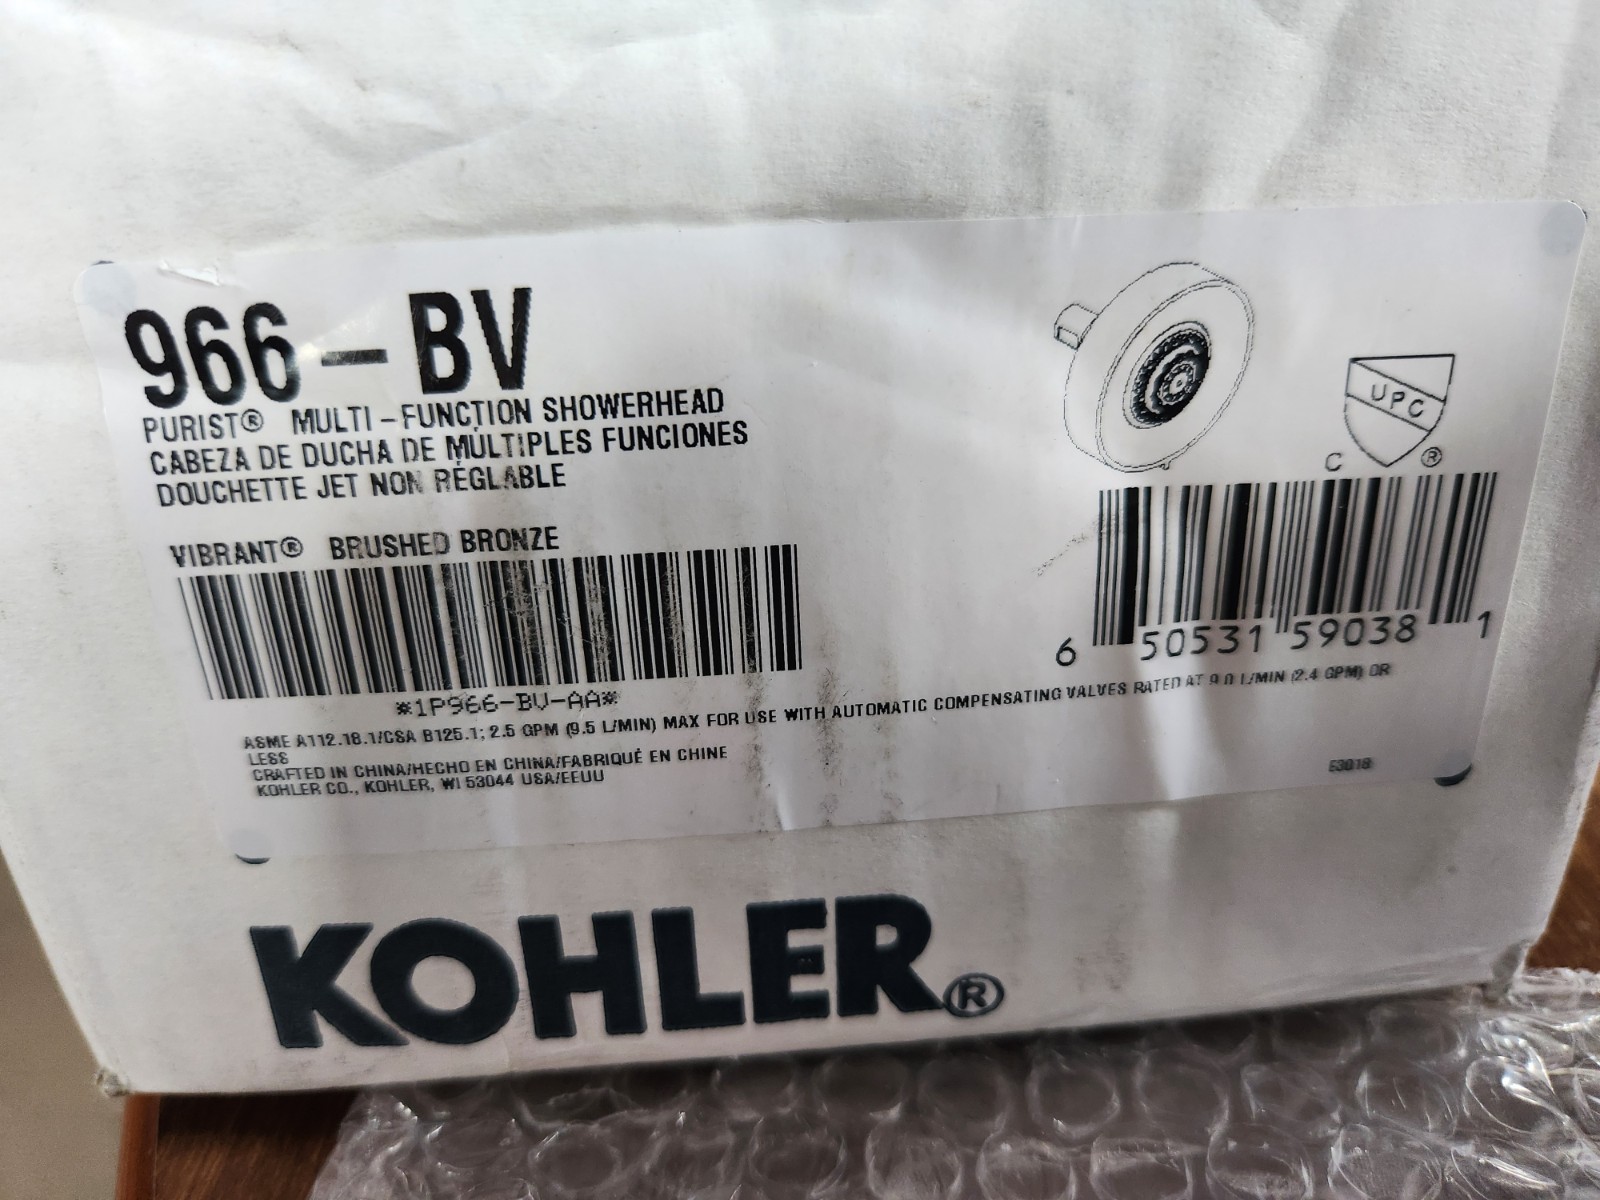 966-BV
PURIST® MULTI-FUNCTION SHOWERHEAD
CABEZA DE DUCHA DE MÚLTIPLES FUNCIONES
DOUCHETTE JET NON RÉGLABLE
VIBRANT® BRUSHED BRONZE
*1P966-BV-AA*
UPC
C ®
6 50531 59038 1
ASME A112.18.1/CSA B125.1; 2.5 GPM (9.5 L/MIN) MAX FOR USE WITH AUTOMATIC COMPENSATING VALVES RATED AT 9.0 L/MIN (2.4 GPM) OR
LESS
CRAFTED IN CHINA/HECHO EN CHINA/FABRIQUÉ EN CHINE
KOHLER CO., KOHLER, WI 53044 USA/EEUU
53018
KOHLER®